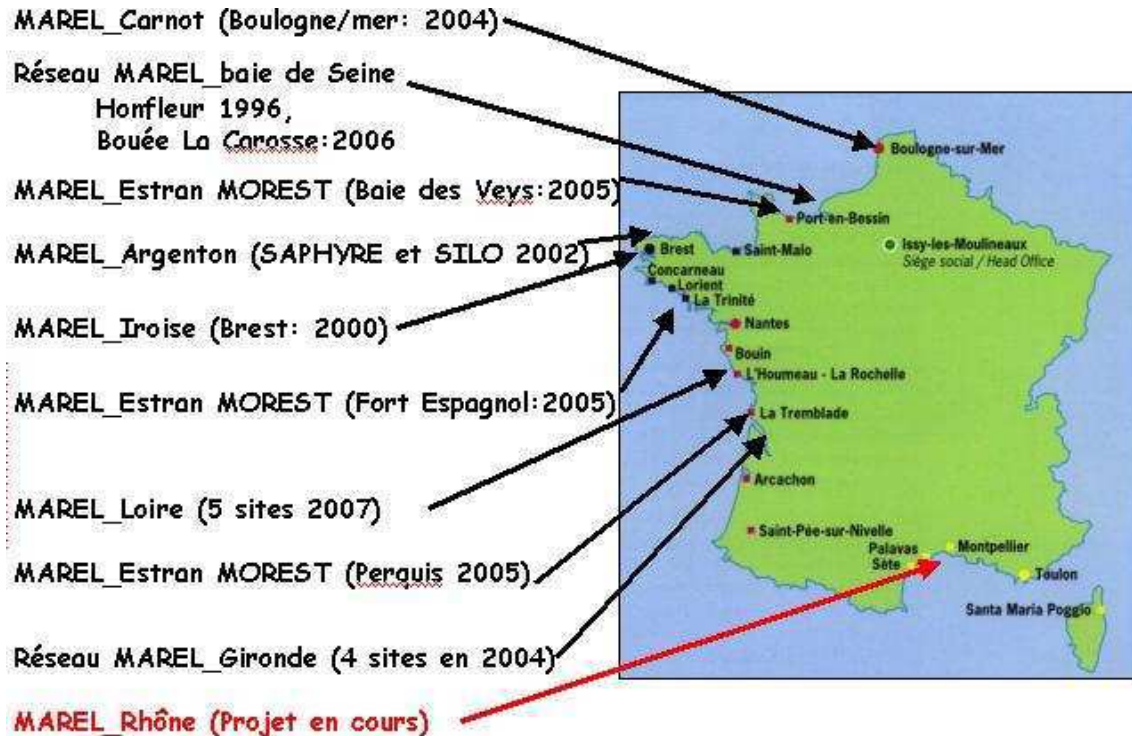 MAREL_Carnot (Boulogne/mer: 2004)
Réseau MAREL_baie de Seine
Honfleur 1996,
Bouée La Carosse:2006
MAREL_Estran MOREST (Baie des Veys:2005)
MAREL_Argenton (SAPHYRE et SILO 2002)
MAREL_Iroise (Brest: 2000)
MAREL_Estran MOREST (Fort Espagnol:2005)
MAREL_Loire (5 sites 2007)
MAREL_Estran MOREST (Perquis 2005)
Réseau MAREL_Gironde (4 sites en 2004)
MAREL_Rhône (Projet en cours)
Boulogne-sur-Mer
Port-en-Bessin
Issy-les-Moulineaux
Siège social / Head Office
Brest
Saint-Malo
Concarneau
Lorient
La Trinité
Nantes
Bouin
L'Houmeau - La Rochelle
La Tremblade
Arcachon
Saint-Pée-sur-Nivelle
Palavas
Montpellier
Sète
Toulon
Santa Maria Poggio